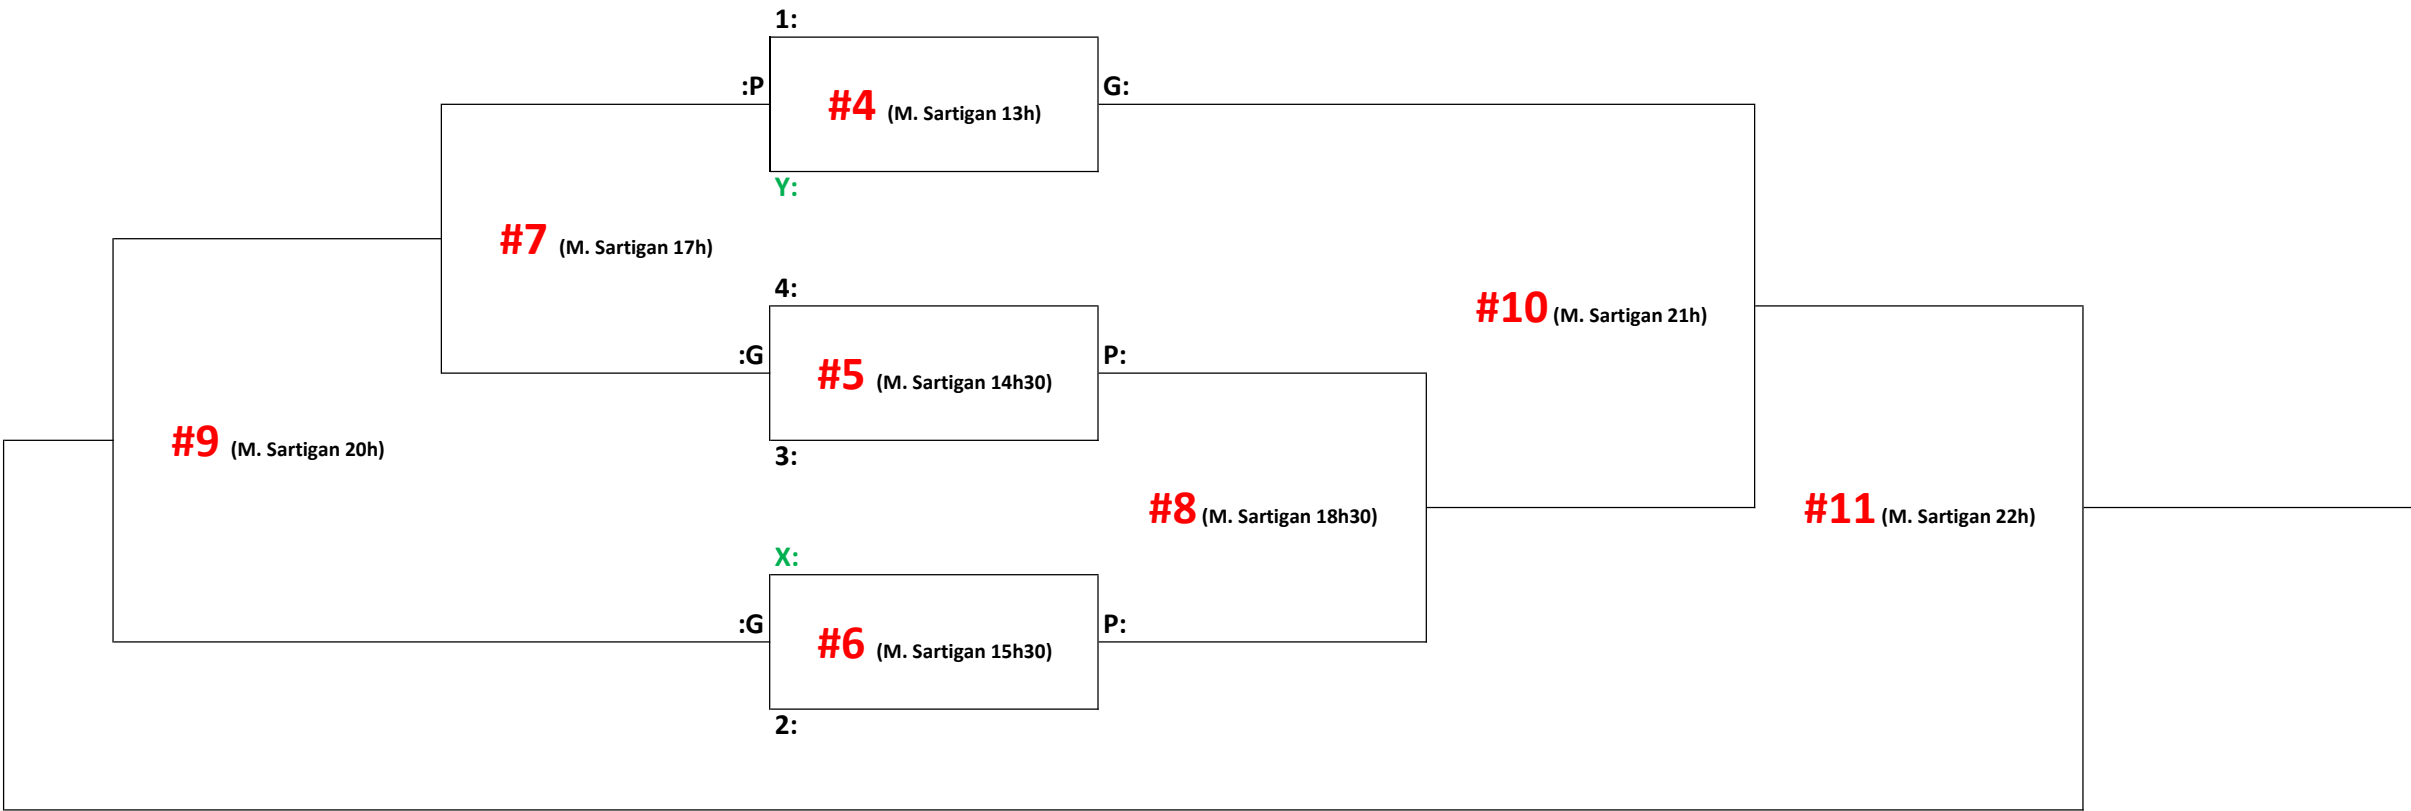 1:
:P
#4 (M. Sartigan 13h)
G:
Y:
#7 (M. Sartigan 17h)
4:
#10 (M. Sartigan 21h)
:G
#5 (M. Sartigan 14h30)
P:
#9 (M. Sartigan 20h)
3:
#8 (M. Sartigan 18h30)
#11 (M. Sartigan 22h)
X:
:G
#6 (M. Sartigan 15h30)
P:
2: